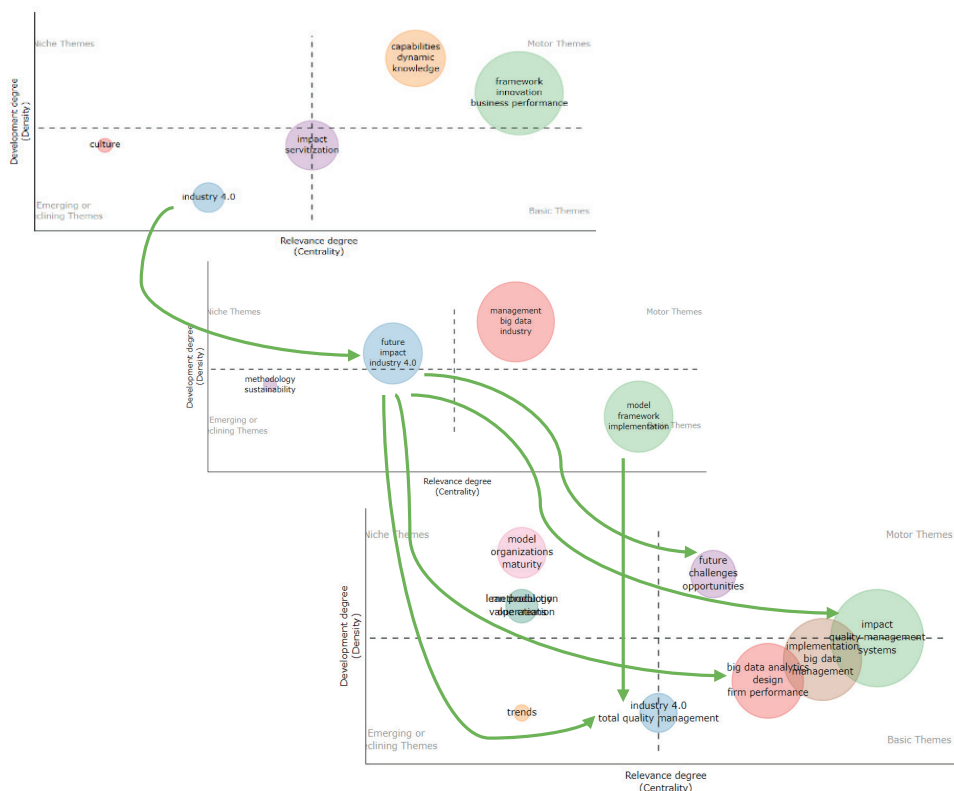 Niche Themes
Motor Themes
capabilities
dynamic
knowledge
framework
innovation
business performance
Development degree
(Density)
culture
impact
servitization
industry 4.0
Emerging or
clining Themes
Basic Themes
Relevance degree
(Centrality)
Niche Themes
Motor Themes
management
big data
industry
future
impact
industry 4.0
Development degree
(Density)
methodology
sustainability
model
framework
implementation
Emerging or
clining Themes
Themes
Relevance degree
(Centrality)
Niche Themes
Motor Themes
model
organizations
maturity
future
challenges
opportunities
Development degree
(Density)
impact
quality management
systems
implementation
big data
management
big data analytics
design
firm performance
trends
industry 4.0
total quality management
Emerging or
clining Themes
Basic Themes
Relevance degree
(Centrality)